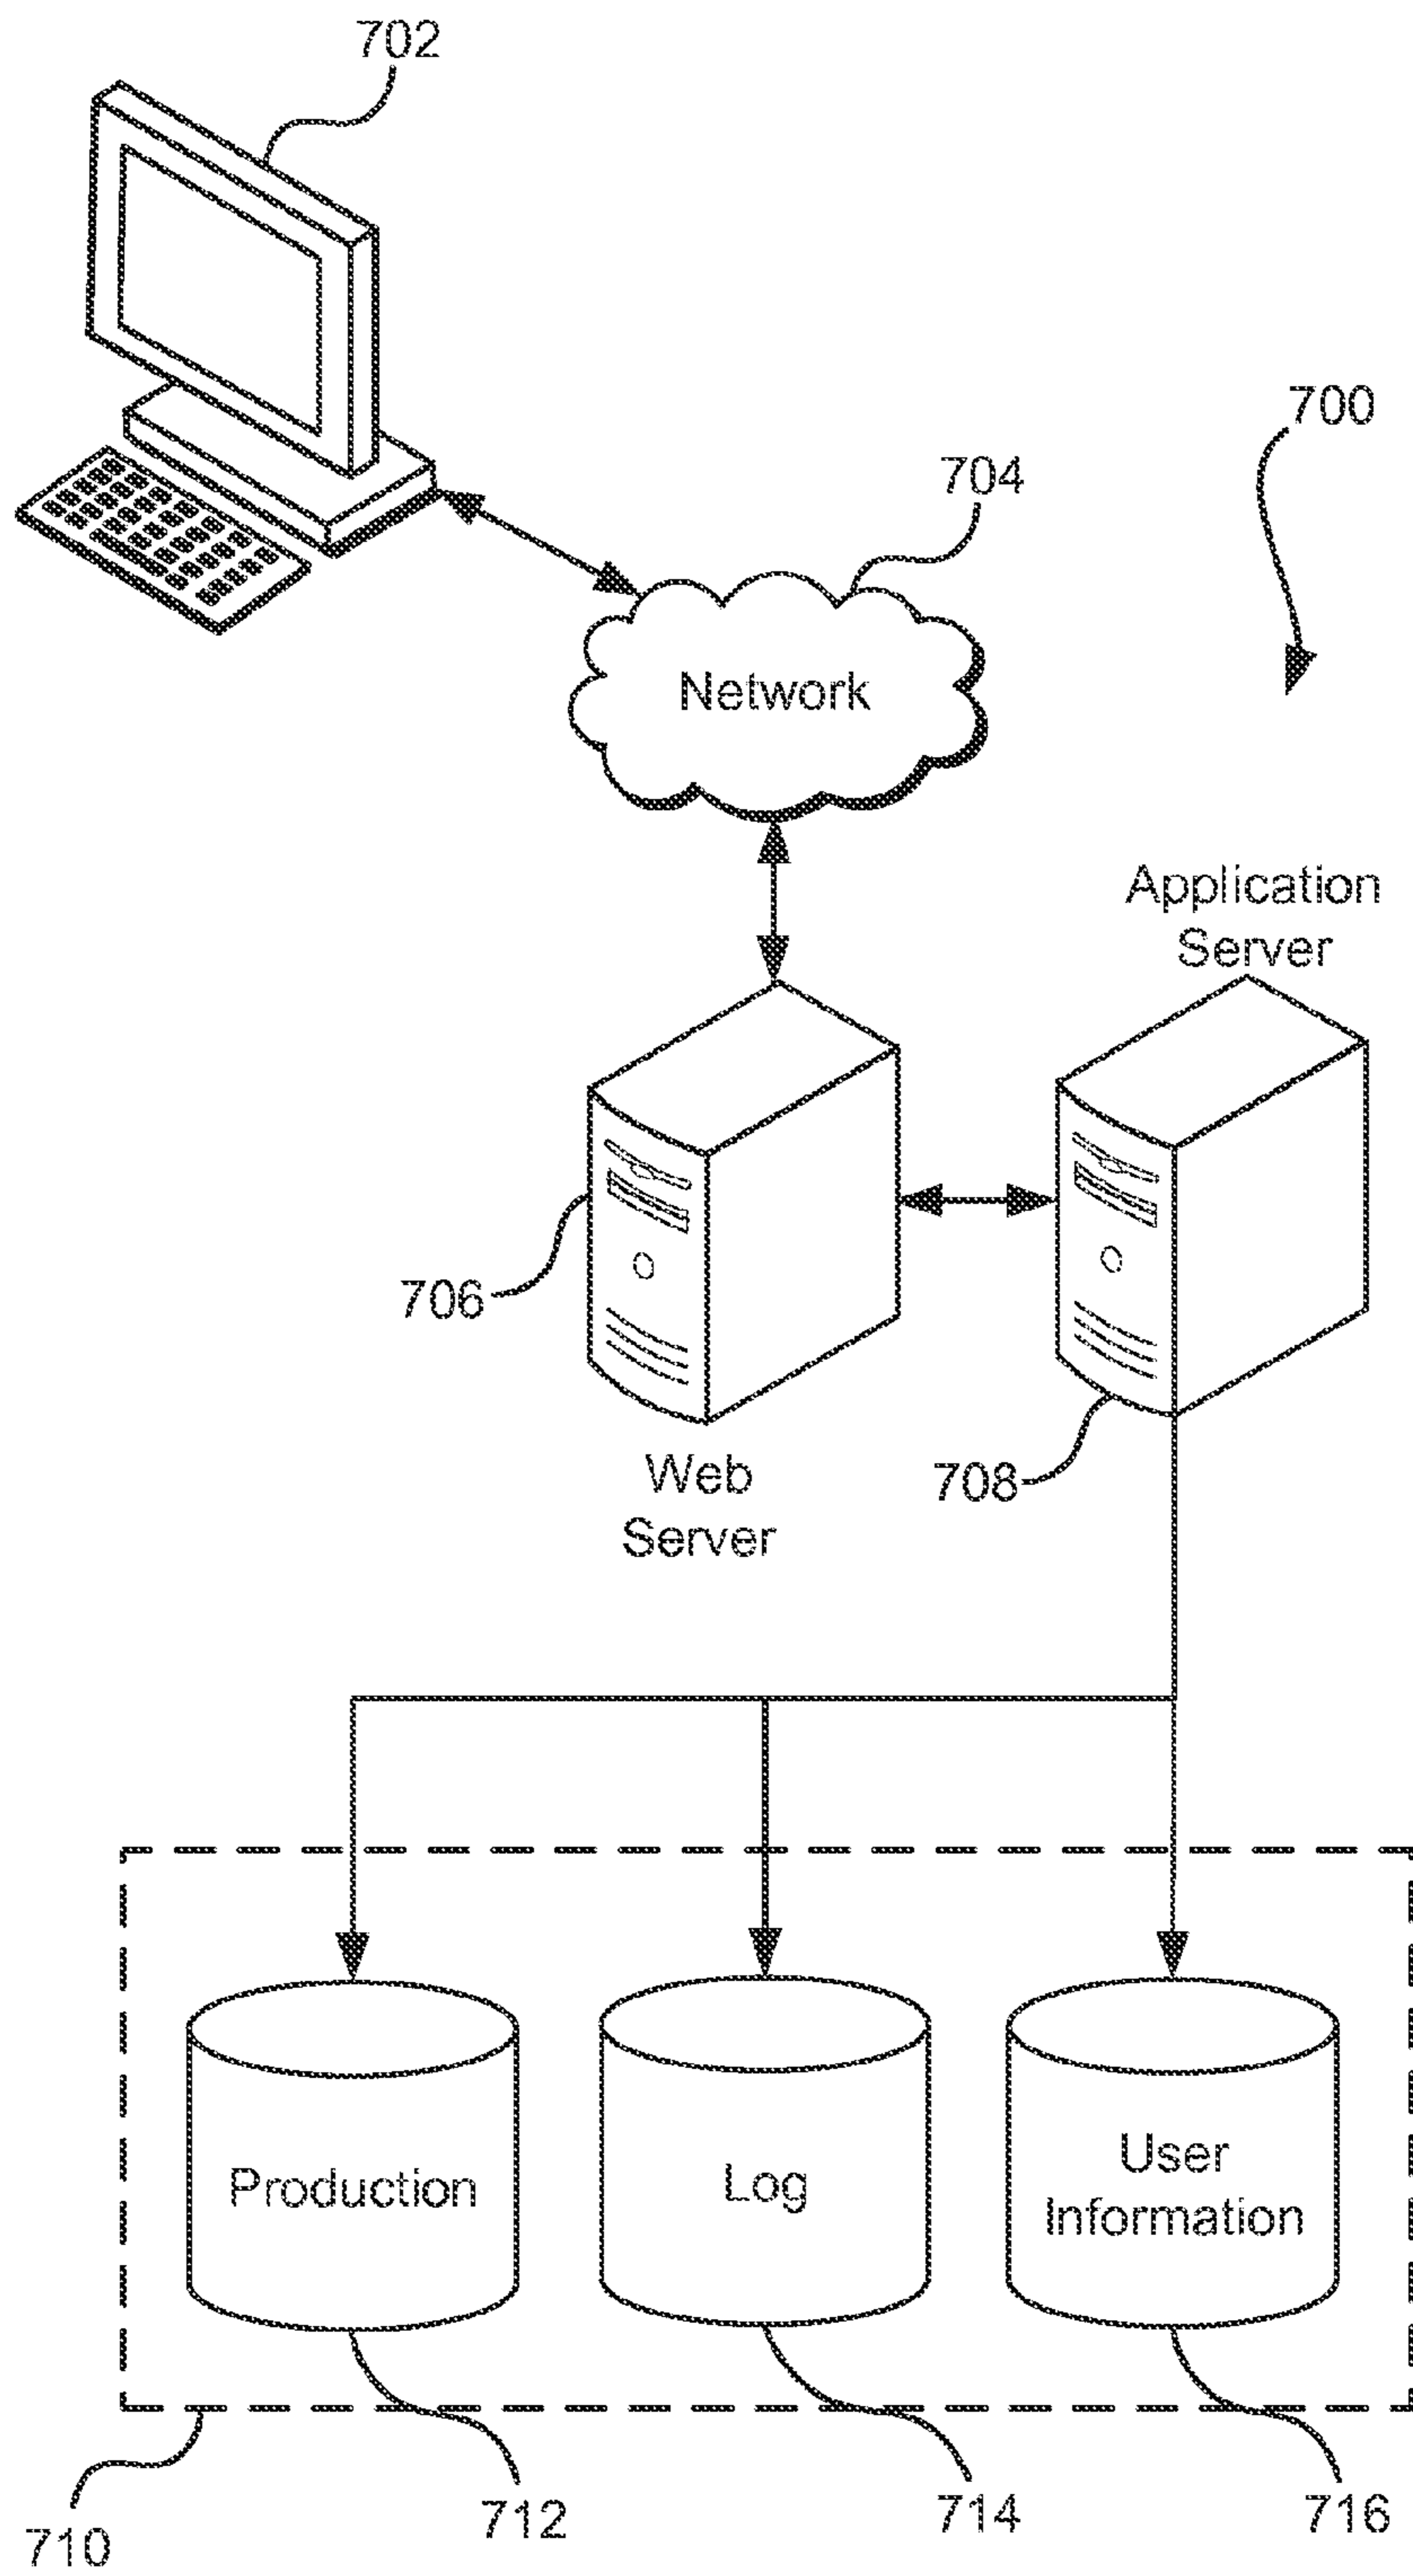 702
700
704
Network
Application
Server
706
708
Web
Server
Production
Log
User
Information
710
712
714
716